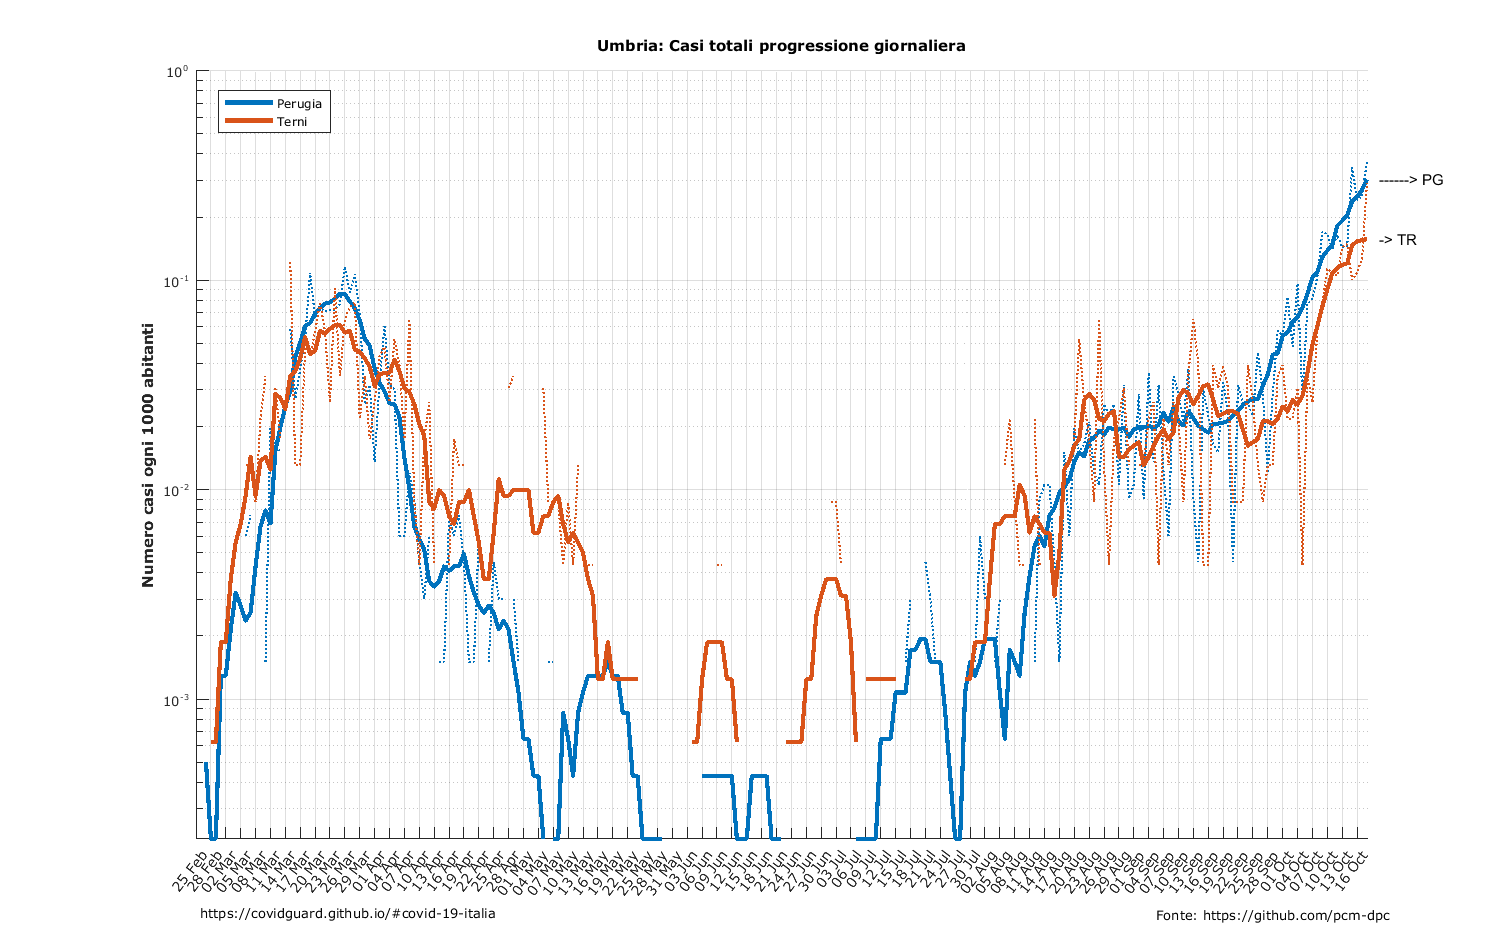 Umbria: Casi totali progressione giornaliera
10⁰
Perugia
Terni
------> PG
-> TR
10⁻¹
10⁻²
10⁻³
Numero casi ogni 1000 abitanti
25 Feb
28 Feb
02 Mar
05 Mar
08 Mar
11 Mar
14 Mar
17 Mar
20 Mar
23 Mar
26 Mar
29 Mar
01 Apr
04 Apr
07 Apr
10 Apr
13 Apr
16 Apr
19 Apr
22 Apr
25 Apr
28 Apr
01 May
04 May
07 May
10 May
13 May
16 May
19 May
22 May
25 May
28 May
31 May
03 Jun
06 Jun
09 Jun
12 Jun
15 Jun
18 Jun
21 Jun
24 Jun
27 Jun
30 Jun
03 Jul
06 Jul
09 Jul
12 Jul
15 Jul
18 Jul
21 Jul
24 Jul
27 Jul
30 Jul
02 Aug
05 Aug
08 Aug
11 Aug
14 Aug
17 Aug
20 Aug
23 Aug
26 Aug
29 Aug
01 Sep
04 Sep
07 Sep
10 Sep
13 Sep
16 Sep
19 Sep
22 Sep
25 Sep
28 Sep
01 Oct
04 Oct
07 Oct
10 Oct
13 Oct
16 Oct
https://covidguard.github.io/#covid-19-italia
Fonte: https://github.com/pcm-dpc